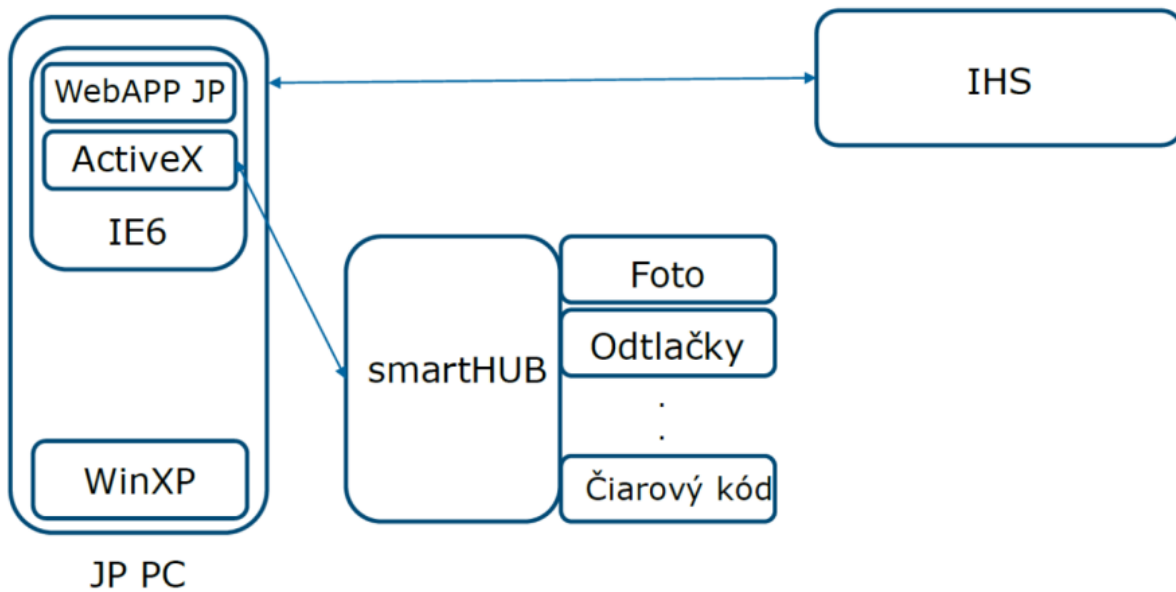 WebAPP JP
ActiveX
IE6
WinXP
JP PC
IHS
smartHUB
Foto
Odtlačky
.
.
Čiarový kód